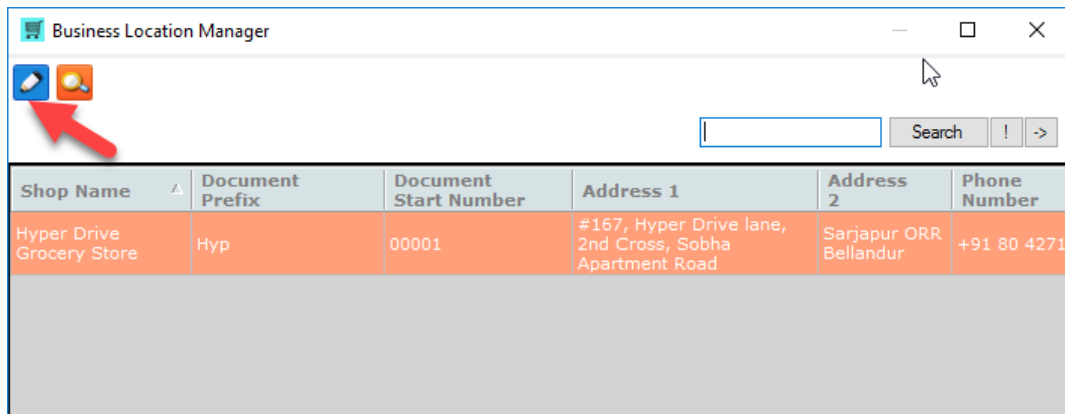 Business Location Manager
Search ! ->
Shop Name Document Prefix Document Start Number Address 1 Address 2 Phone Number
Hyper Drive Grocery Store Hyp 00001 #167, Hyper Drive lane, 2nd Cross, Sobha Apartment Road Sarjapur ORR Bellandur +91 80 4271